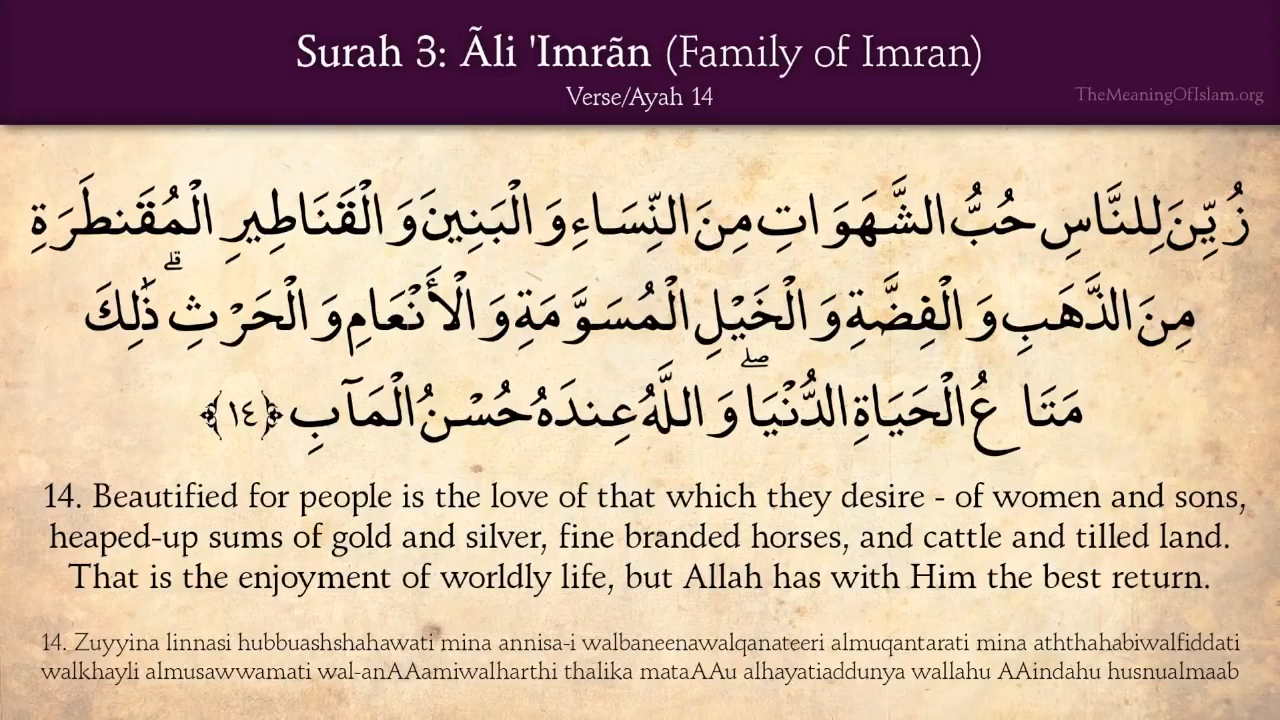 Surah 3: Ãli 'Imrãn (Family of Imran)
Verse/Ayah 14
TheMeaningOfIslam.org
زُيِّنَ لِلنَّاسِ حُبُّ الشَّهَوَاتِ مِنَ النِّسَاءِ وَالْبَنِينَ وَالْقَنَاطِيرِ الْمُقَنطَرَةِ
مِنَ الذَّهَبِ وَالْفِضَّةِ وَالْخَيْلِ الْمُسَوَّمَةِ وَالْأَنْعَامِ وَالْحَرْثِ ۗ ذَٰلِكَ
مَتَاعُ الْحَيَاةِ الدُّنْيَا ۖ وَاللَّهُ عِندَهُ حُسْنُ الْمَآبِ ﴿١٤﴾
14. Beautified for people is the love of that which they desire - of women and sons,
heaped-up sums of gold and silver, fine branded horses, and cattle and tilled land.
That is the enjoyment of worldly life, but Allah has with Him the best return.
14. Zuyyina linnasi hubbuashshahawati mina annisa-i walbaneenawalqanateeri almuqantarati mina aththahabiwalfiddati
walkhayli almusawwamati wal-anAAamiwalharthi thalika mataAAu alhayatiaddunya wallahu AAindahu husnualmaab